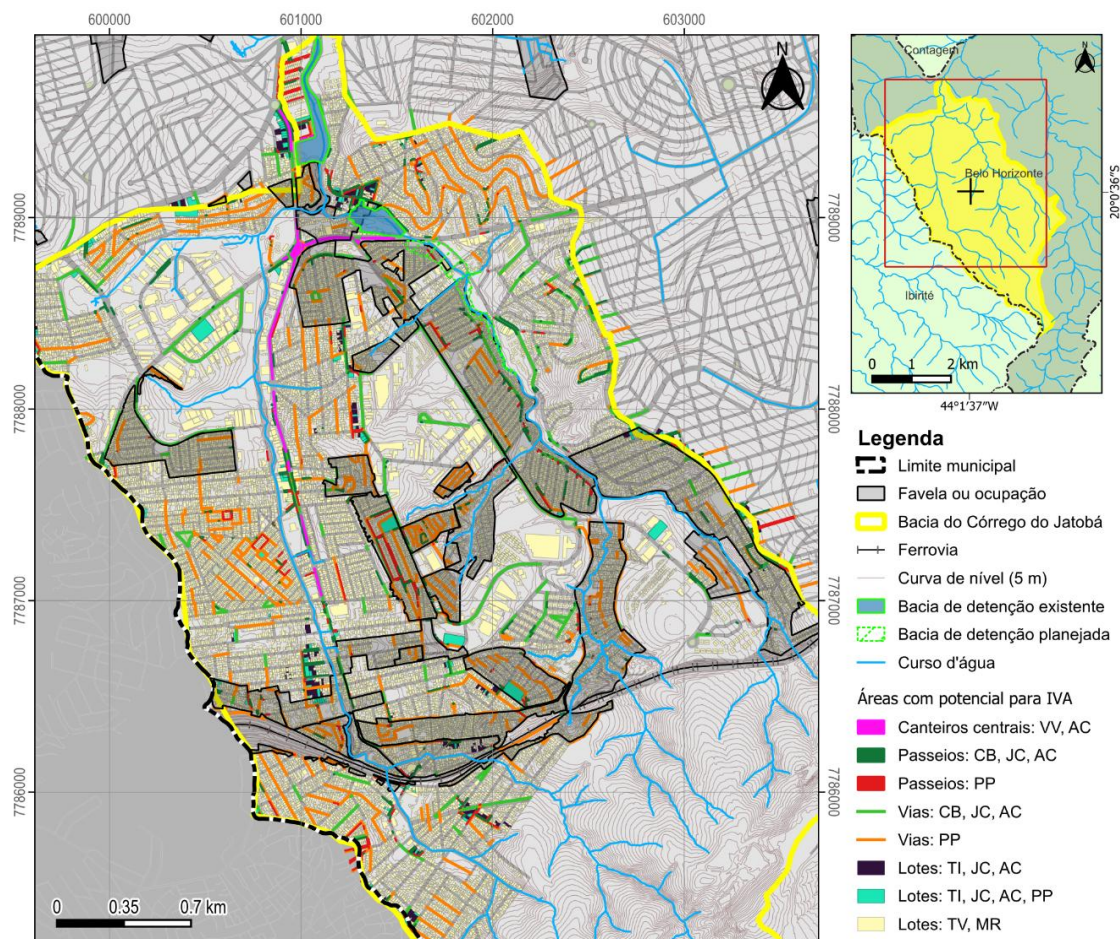 600000 601000 602000 603000
7789000
7788000
7787000
7786000
7789000
7788000
7787000
7786000
N
0 0.35 0.7 km
N
Contagem
Belo Horizonte
Ibirité
0 1 2 km
20°0'36"S
44°1'37"W
Legenda
Limite municipal
Favela ou ocupação
Bacia do Córrego do Jatobá
Ferrovia
Curva de nível (5 m)
Bacia de detenção existente
Bacia de detenção planejada
Curso d'água
Áreas com potencial para IVA
Canteiros centrais: VV, AC
Passeios: CB, JC, AC
Passeios: PP
Vias: CB, JC, AC
Vias: PP
Lotes: TI, JC, AC
Lotes: TI, JC, AC, PP
Lotes: TV, MR